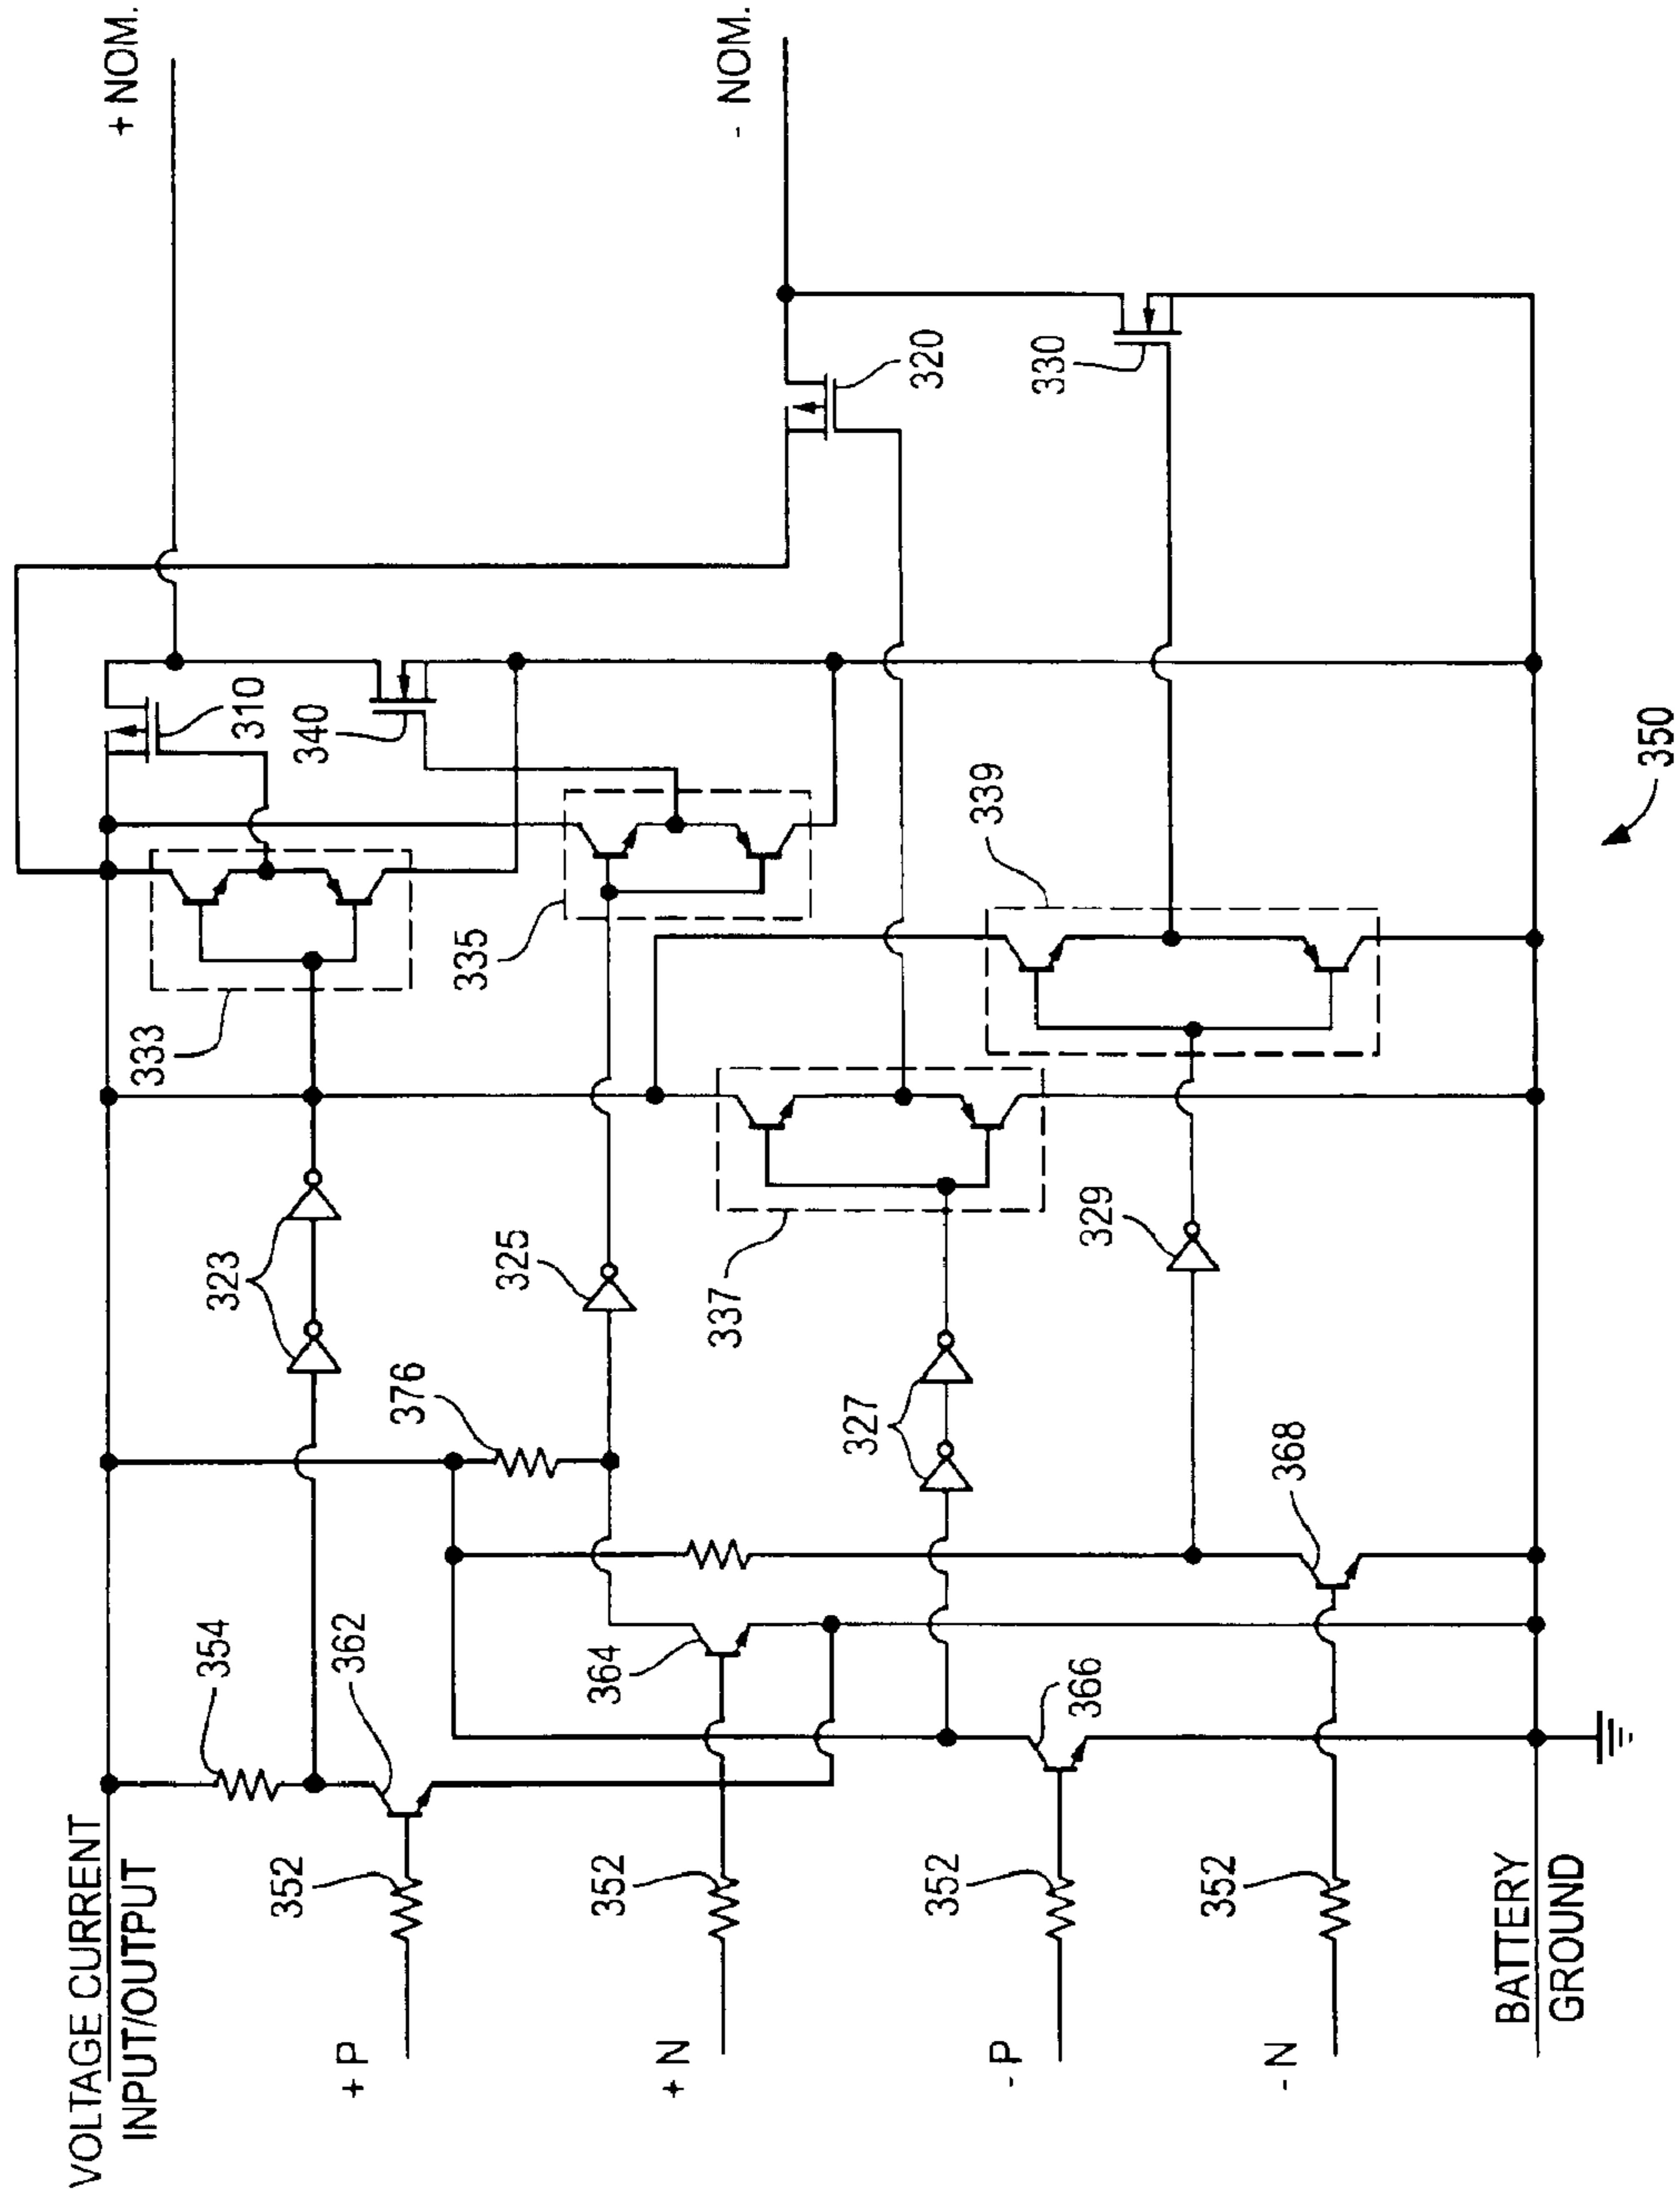 VOLTAGE CURRENT
INPUT/OUTPUT
+ P
+ N
- P
- N
BATTERY
GROUND
352
352
352
352
354
362
364
366
368
376
323
325
327
329
333
335
337
339
310
340
320
330
+ NOM.
- NOM.
350